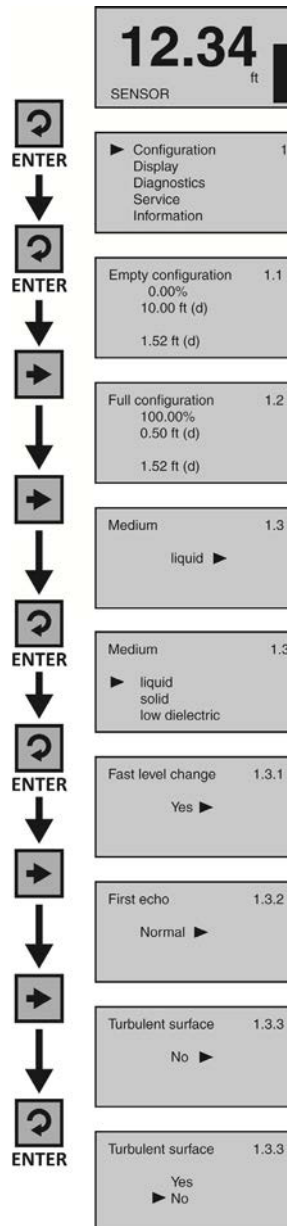 12.34
ft
SENSOR
ENTER
Configuration 1
Display
Diagnostics
Service
Information
ENTER
Empty configuration 1.1
0.00%
10.00 ft (d)
1.52 ft (d)
Full configuration 1.2
100.00%
0.50 ft (d)
1.52 ft (d)
Medium 1.3
liquid
ENTER
Medium 1.3
liquid
solid
low dielectric
ENTER
Fast level change 1.3.1
Yes
First echo 1.3.2
Normal
Turbulent surface 1.3.3
No
ENTER
Turbulent surface 1.3.3
Yes
No